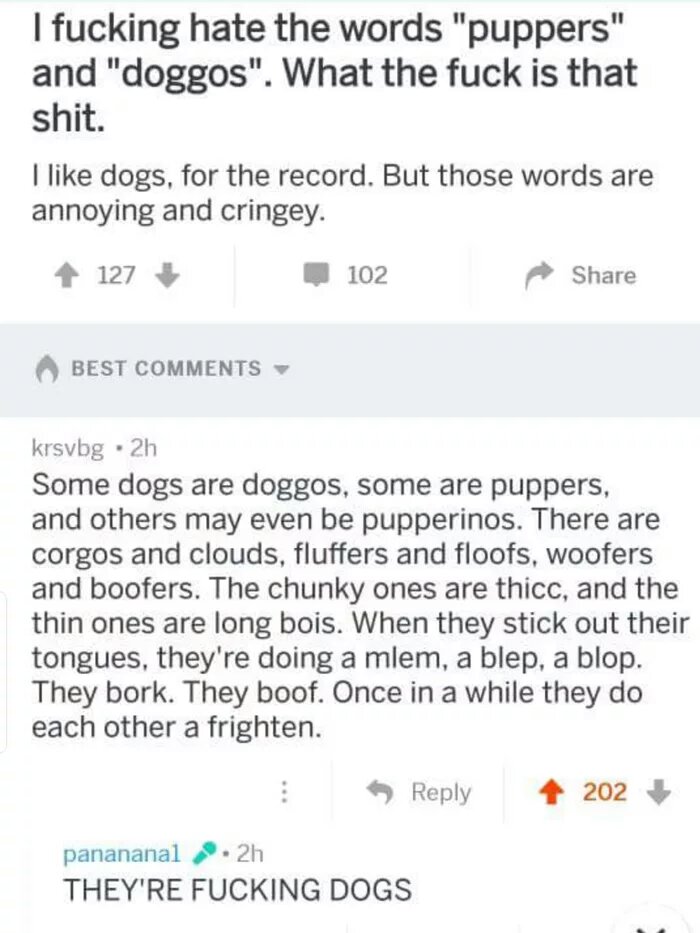 I fucking hate the words "puppers"
and "doggos". What the fuck is that
shit.
I like dogs, for the record. But those words are
annoying and cringey.
127
102
Share
BEST COMMENTS
krsvbg • 2h
Some dogs are doggos, some are puppers,
and others may even be pupperinos. There are
corgos and clouds, fluffers and floofs, woofers
and boofers. The chunky ones are thicc, and the
thin ones are long bois. When they stick out their
tongues, they're doing a mlem, a blep, a blop.
They bork. They boof. Once in a while they do
each other a frighten.
Reply
202
panananal • 2h
THEY'RE FUCKING DOGS